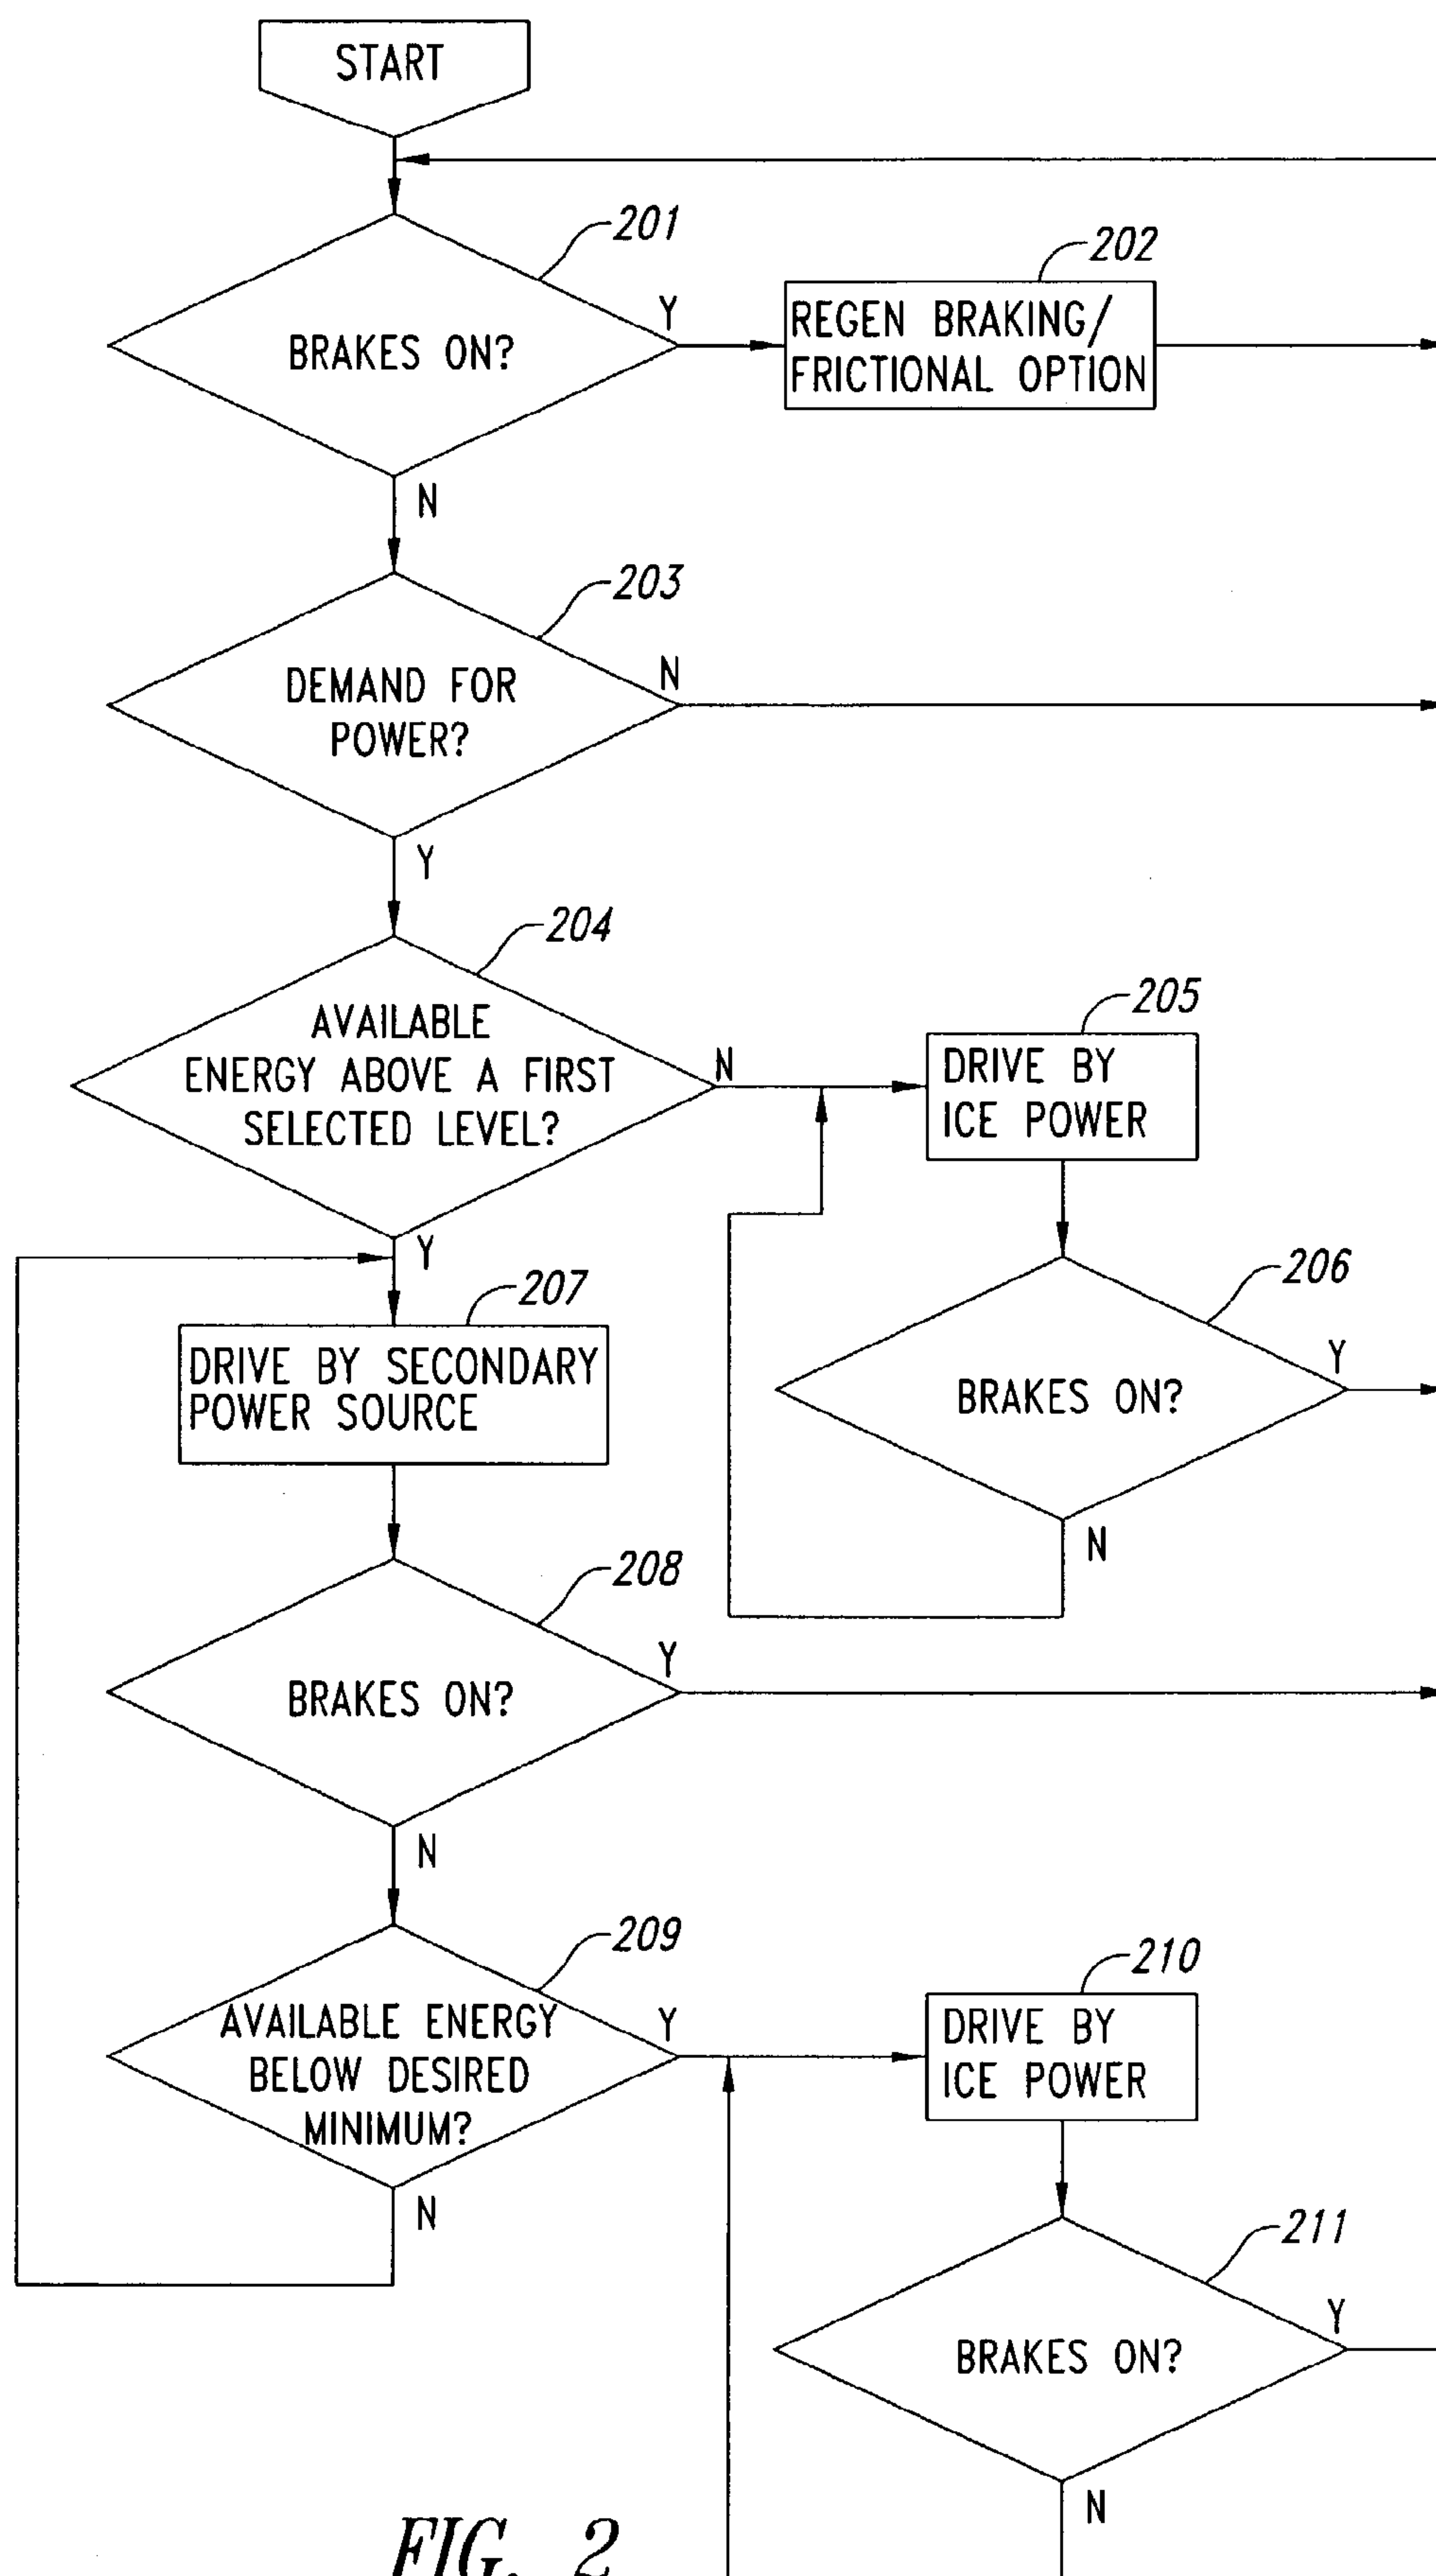 START
201
BRAKES ON?
Y
N
202
REGEN BRAKING/
FRICTIONAL OPTION
203
DEMAND FOR
POWER?
N
Y
204
AVAILABLE
ENERGY ABOVE A FIRST
SELECTED LEVEL?
N
Y
205
DRIVE BY
ICE POWER
206
BRAKES ON?
Y
N
207
DRIVE BY SECONDARY
POWER SOURCE
208
BRAKES ON?
Y
N
209
AVAILABLE ENERGY
BELOW DESIRED
MINIMUM?
Y
N
210
DRIVE BY
ICE POWER
211
BRAKES ON?
Y
N
FIG. 2